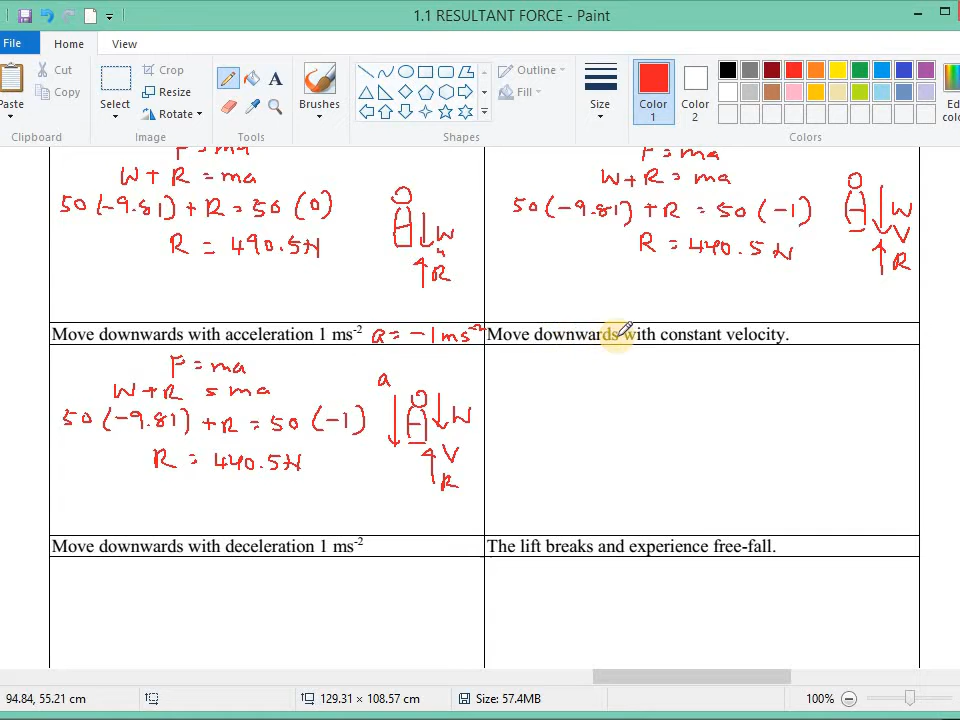 1.1 RESULTANT FORCE - Paint
File
Home
View
Paste
Cut
Copy
Clipboard
Select
Crop
Resize
Rotate
Image
Tools
Brushes
Outline
Fill
Shapes
Size
Color 1
Color 2
Colors
F = ma
W + R = ma
50 (-9.81) + R = 50 (0)
R = 490.5N
W
R
F = ma
W + R = ma
50 (-9.81) + R = 50 (-1)
R = 440.5 N
W
V
R
Move downwards with acceleration 1 ms-2 a = -1 ms-2
Move downwards with constant velocity.
F = ma
W + R = ma
50 (-9.81) + R = 50 (-1)
R = 440.5N
a
W
V
R
Move downwards with deceleration 1 ms-2
The lift breaks and experience free-fall.
94.84, 55.21 cm
129.31 × 108.57 cm
Size: 57.4MB
100%